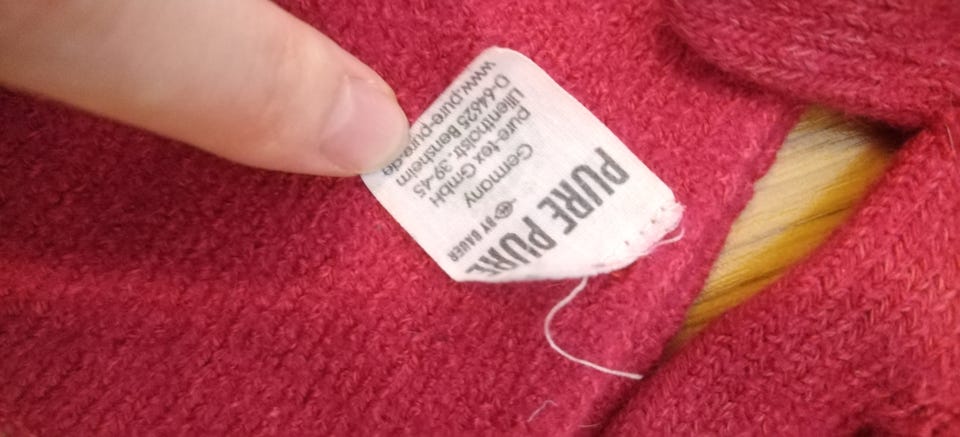 PURE PURE
BY BAUER
Germany
pure-tex GmbH
Lilienthalstr. 39-45
D-64625 Bensheim
www.pure-pure.de